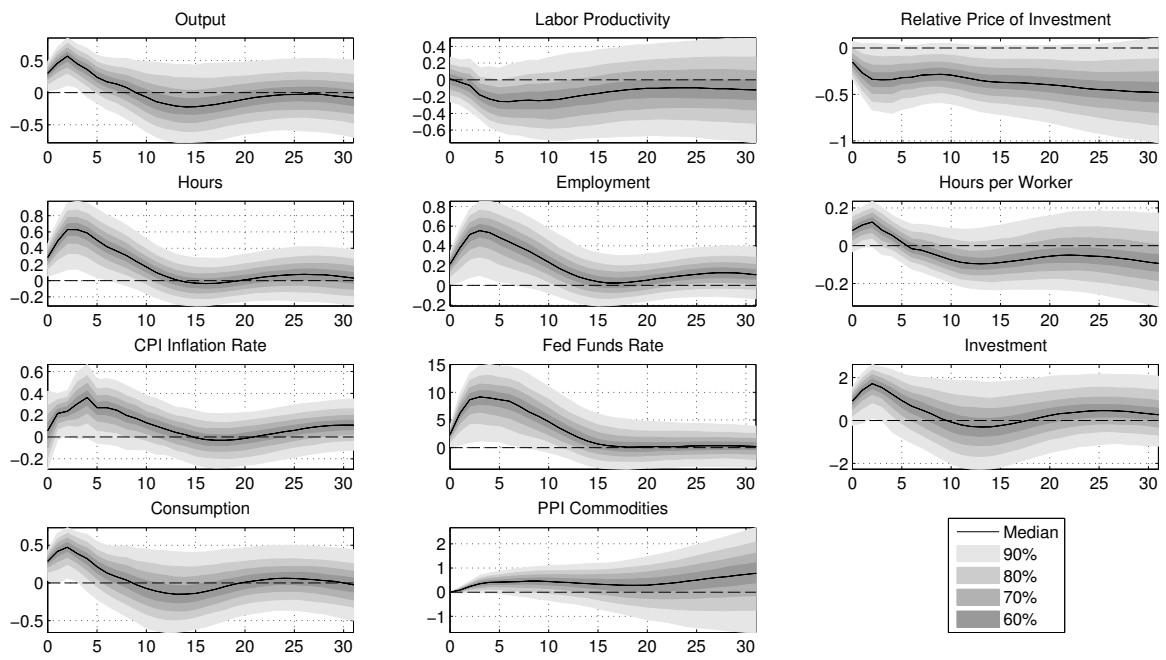 Output
0.5
0
−0.5
0 5 10 15 20 25 30
Labor Productivity
0.4
0.2
0
−0.2
−0.4
−0.6
0 5 10 15 20 25 30
Relative Price of Investment
0
−0.5
−1
0 5 10 15 20 25 30
Hours
0.8
0.6
0.4
0.2
0
−0.2
0 5 10 15 20 25 30
Employment
0.8
0.6
0.4
0.2
0
−0.2
0 5 10 15 20 25 30
Hours per Worker
0.2
0
−0.2
0 5 10 15 20 25 30
CPI Inflation Rate
0.6
0.4
0.2
0
−0.2
0 5 10 15 20 25 30
Fed Funds Rate
15
10
5
0
0 5 10 15 20 25 30
Investment
2
0
−2
0 5 10 15 20 25 30
Consumption
0.5
0
−0.5
0 5 10 15 20 25 30
PPI Commodities
2
1
0
−1
0 5 10 15 20 25 30
Median
90%
80%
70%
60%